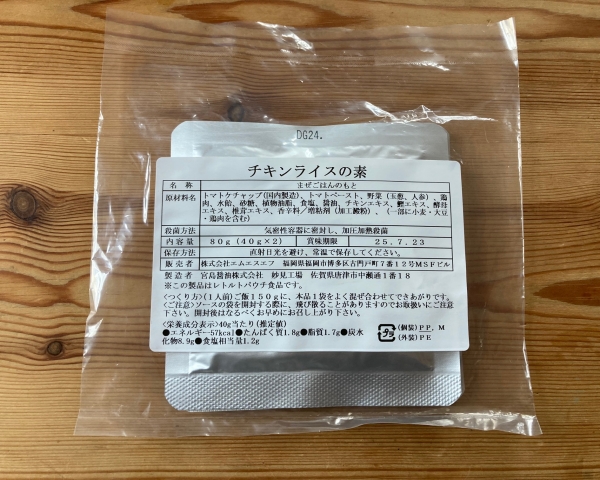 DG24.
チキンライスの素
名 称 まぜごはんのもと
原材料名 トマトケチャップ(国内製造)、トマトペースト、野菜(玉葱、人参)、鶏
肉、水飴、砂糖、植物油脂、食塩、醤油、チキンエキス、鰹エキス、酵母
エキス、椎茸エキス、香辛料／増粘剤(加工澱粉)、(一部に小麦・大豆
・鶏肉を含む)
殺菌方法 気密性容器に密封し、加圧加熱殺菌
内容量 80g(40g×2) 賞味期限 25.7.23
保存方法 直射日光を避け、常温で保存してください。
販売者 株式会社エムエスエフ 福岡県福岡市博多区古門戸町7番12号MSFビル
製造者 宮島醤油株式会社 妙見工場 佐賀県唐津市中瀬通1番18
※この製品はレトルトパウチ食品です。
<つくり方>(1人前)ご飯150gに、本品1袋をよく混ぜ合わせてできあがりです。
<ご注意>ソースの袋を開封する際に、飛び散ることがありますのでお取扱いにご注意下
さい。開封後はなるべくお早めにお召し上がり下さい。
<栄養成分表示>40g当たり(推定値)
●エネルギー57kcal●たんぱく質1.8g●脂質1.7g●炭水
化物8.9g●食塩相当量1.2g
プラ
(個装)PP, M
(外装)PE